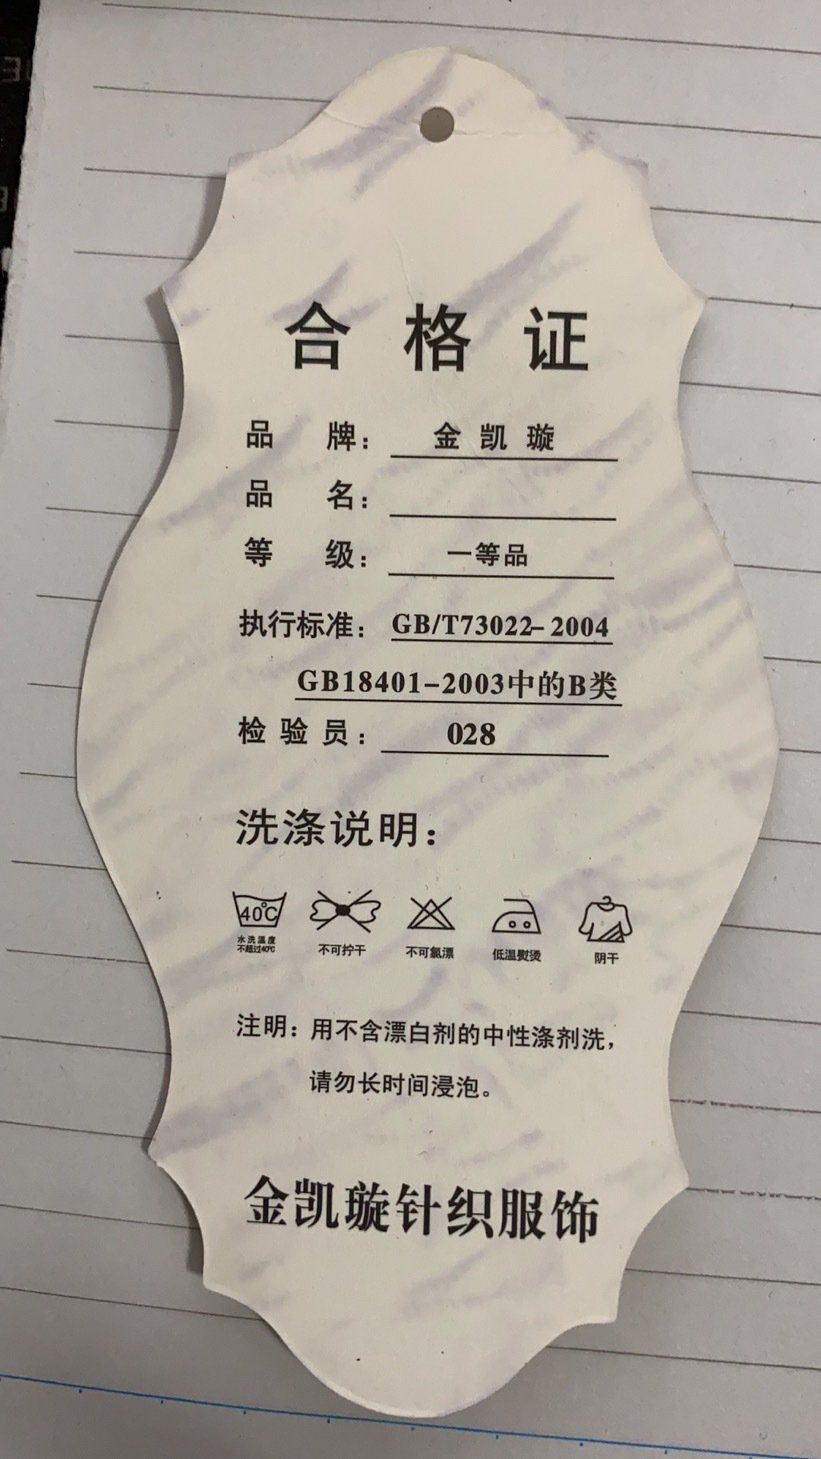 合格证
品 牌：金凯璇
品 名：
等 级：一等品
执行标准：GB/T73022-2004
GB18401-2003中的B类
检验员：028
洗涤说明：
40℃
水洗温度
不超过40℃
不可拧干
不可氯漂
低温熨烫
阴干
注明：用不含漂白剂的中性涤剂洗，
请勿长时间浸泡。
金凯璇针织服饰